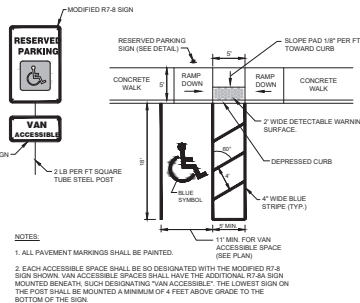 MODIFIED R7-8 SIGN
RESERVED
PARKING
VAN
ACCESSIBLE
GN
2 LB PER FT SQUARE
TUBE STEEL POST
RESERVED PARKING
SIGN (SEE DETAIL)
5'
SLOPE PAD 1/8" PER FT
TOWARD CURB
CONCRETE
WALK
5'
RAMP
DOWN
RAMP
DOWN
CONCRETE
WALK
2' WIDE DETECTABLE WARNIN
SURFACE.
DEPRESSED CURB
18'
60°
4'
BLUE
SYMBOL
4" WIDE BLUE
STRIPE (TYP.)
5' MIN.
11' MIN. FOR VAN
ACCESSIBLE SPACE
(SEE PLAN)
NOTES:
1. ALL PAVEMENT MARKINGS SHALL BE PAINTED.
2. EACH ACCESSIBLE SPACE SHALL BE SO DESIGNATED WITH THE MODIFIED R7-8
SIGN SHOWN. VAN ACCESSIBLE SPACES SHALL HAVE THE ADDITIONAL R7-8A SIGN
MOUNTED BENEATH, SUCH DESIGNATING "VAN ACCESSIBLE". THE LOWEST SIGN ON
THE POST SHALL BE MOUNTED A MINIMUM OF 4 FEET ABOVE GRADE TO THE
BOTTOM OF THE SIGN.